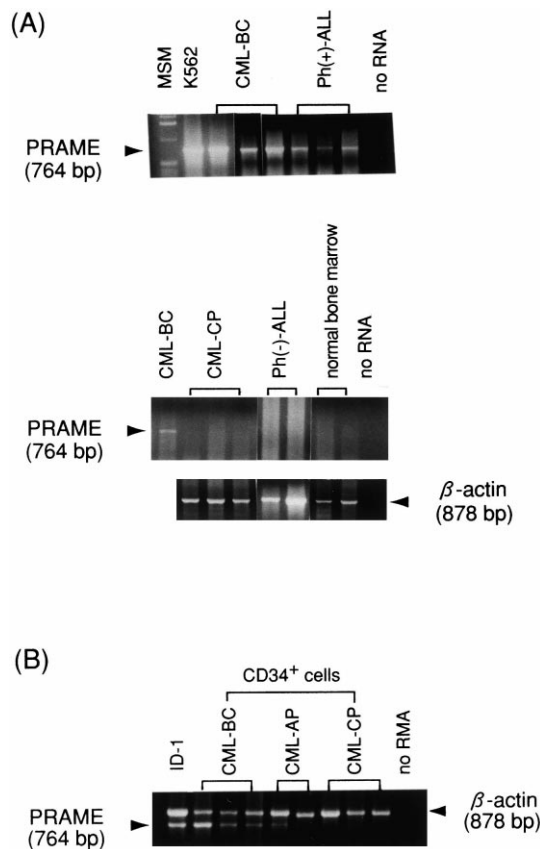 (A)
MSM
K562
CML-BC
Ph(+)-ALL
no RNA
PRAME
(764 bp)
CML-BC
CML-CP
Ph(-)-ALL
normal bone marrow
no RNA
PRAME
(764 bp)
β-actin
(878 bp)
(B)
CD34+ cells
ID-1
CML-BC
CML-AP
CML-CP
no RMA
PRAME
(764 bp)
β-actin
(878 bp)